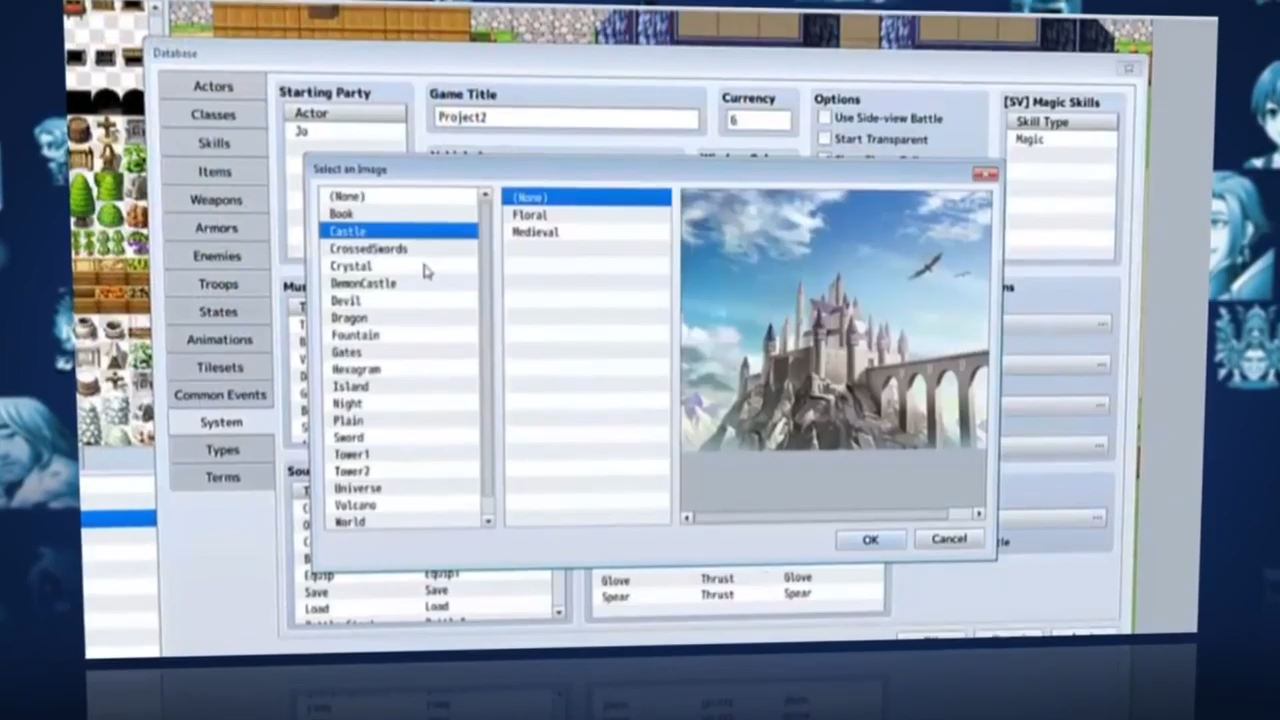 Database
Actors
Classes
Skills
Items
Weapons
Armors
Enemies
Troops
States
Animations
Tilesets
Common Events
System
Types
Terms
Starting Party
Actor
Jo
Game Title
Project2
Currency
6
Options
Use Side-view Battle
Start Transparent
[SV] Magic Skills
Skill Type
Magic
Select an Image
(None)
Book
Castle
CrossedSwords
Crystal
DemonCastle
Devil
Dragon
Fountain
Gates
Hexagram
Island
Night
Plain
Sword
Tower1
Tower2
Universe
Volcano
World
(None)
Floral
Medieval
OK
Cancel
Equip Equip1
Save Save
Load Load
Glove Thrust Glove
Spear Thrust Spear